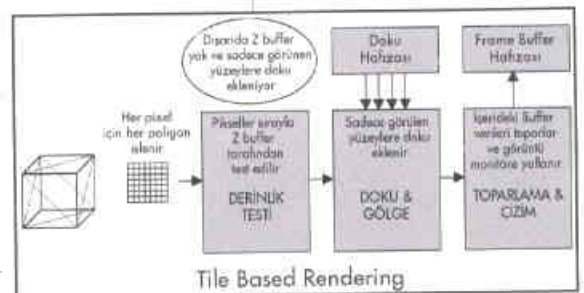 Dışarıda Z buffer
yok ve sadece görünen
yüzeylere doku
ekleniyor
Doku
Hafızası
Frame Buffer
Hafızası
Her piksel
için her poligon
işlenir
Pikseller sırayla
Z buffer
tarafından
test edilir
DERİNLİK
TESTİ
Sadece görülen
yüzeylere doku
eklenir
DOKU &
GÖLGE
İçerideki Buffer
verileri toparlar
ve görüntü
monitöre yollanır
TOPARLAMA &
ÇİZİM
Tile Based Rendering